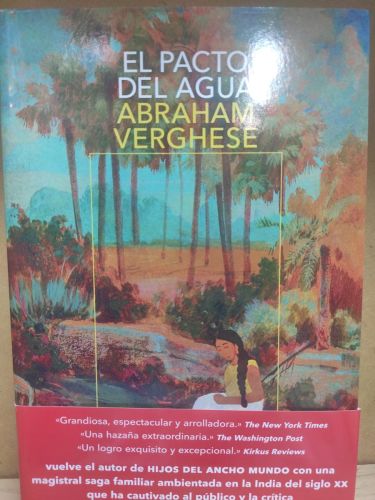 EL PACTO
DEL AGUA
ABRAHAM
VERGHESE
«Grandiosa, espectacular y arrolladora.» The New York Times
«Una hazaña extraordinaria.» The Washington Post
«Un logro exquisito y excepcional.» Kirkus Reviews
vuelve el autor de HIJOS DEL ANCHO MUNDO con una
magistral saga familiar ambientada en la India del siglo XX
que ha cautivado al público y la crítica